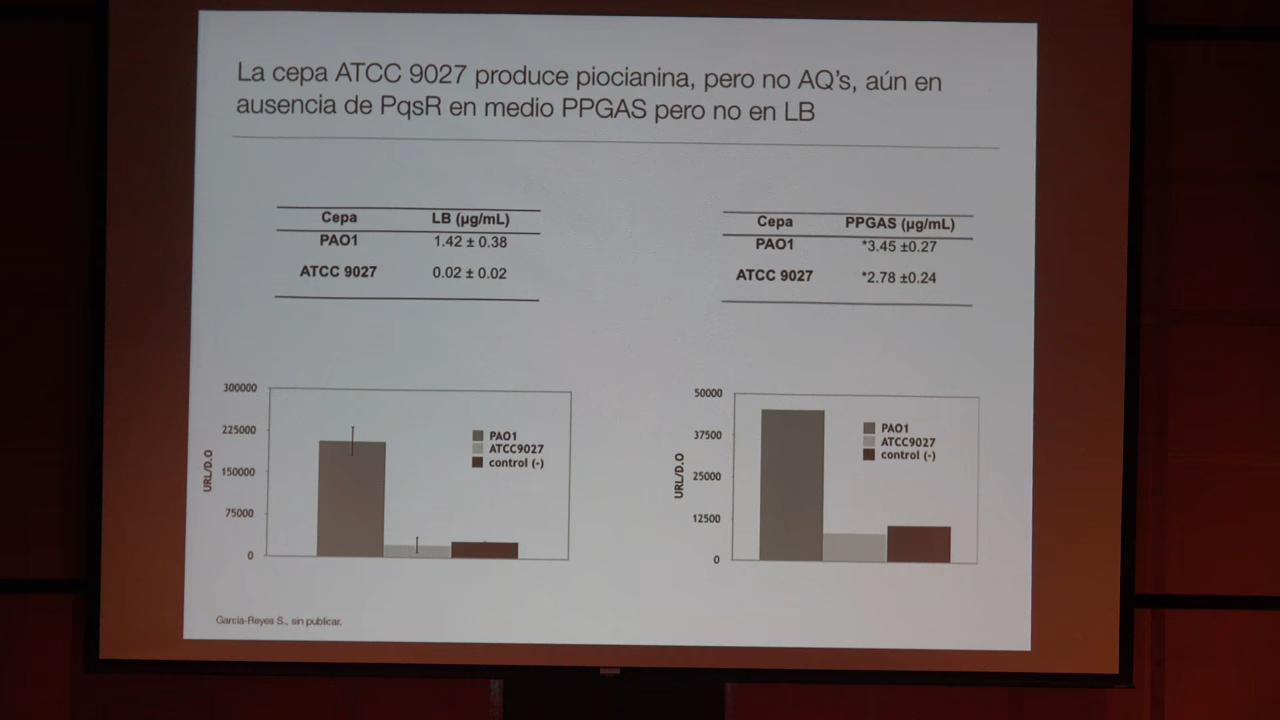 La cepa ATCC 9027 produce piocianina, pero no AQ's, aún en
ausencia de PqsR en medio PPGAS pero no en LB
Cepa LB (µg/mL)
PAO1 1.42 ± 0.38
ATCC 9027 0.02 ± 0.02
Cepa PPGAS (µg/mL)
PAO1 *3.45 ±0.27
ATCC 9027 *2.78 ±0.24
300000
225000
150000
75000
0
URL/D.O
PAO1
ATCC9027
control (-)
50000
37500
25000
12500
0
URL/D.O
PAO1
ATCC9027
control (-)
García-Reyes S., sin publicar.